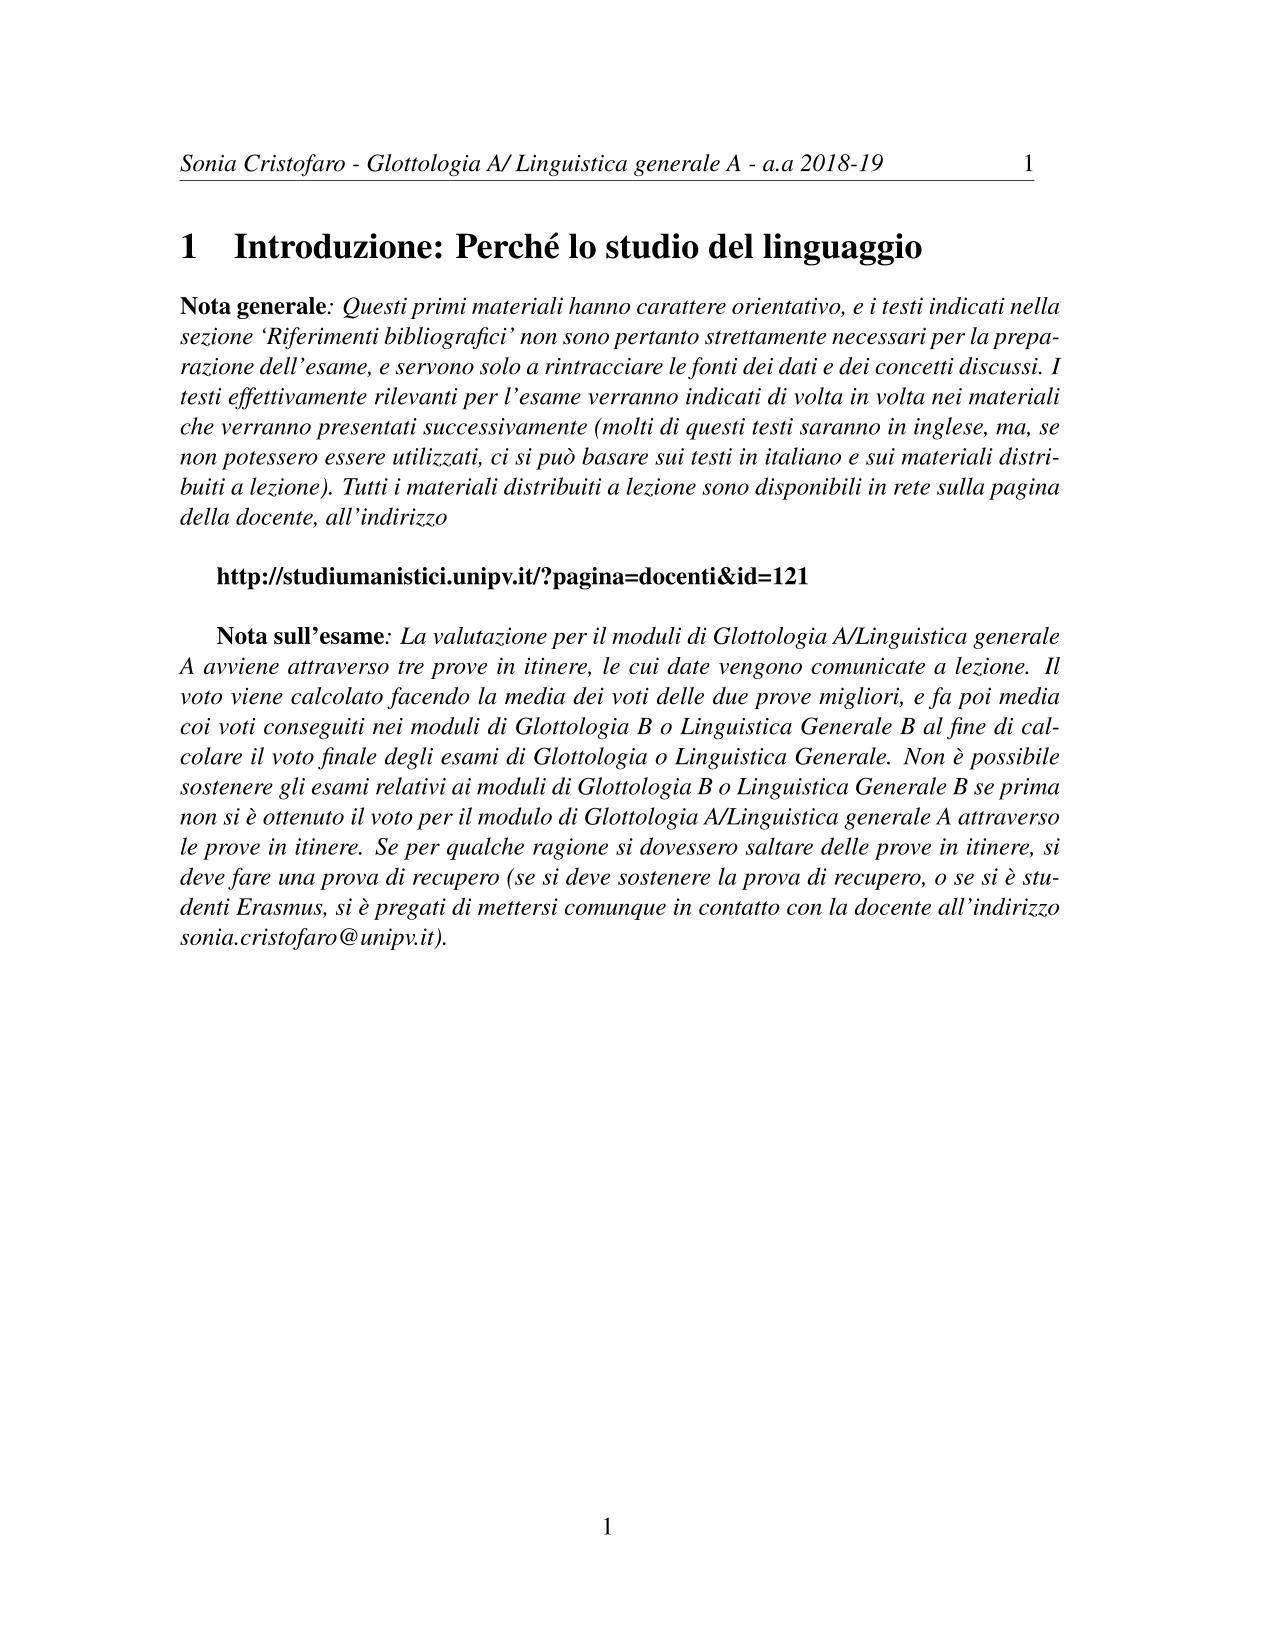 Sonia Cristofaro - Glottologia A/ Linguistica generale A - a.a 2018-19 1
1 Introduzione: Perché lo studio del linguaggio
Nota generale: Questi primi materiali hanno carattere orientativo, e i testi indicati nella
sezione ‘Riferimenti bibliografici’ non sono pertanto strettamente necessari per la prepa-
razione dell’esame, e servono solo a rintracciare le fonti dei dati e dei concetti discussi. I
testi effettivamente rilevanti per l’esame verranno indicati di volta in volta nei materiali
che verranno presentati successivamente (molti di questi testi saranno in inglese, ma, se
non potessero essere utilizzati, ci si può basare sui testi in italiano e sui materiali distri-
buiti a lezione). Tutti i materiali distribuiti a lezione sono disponibili in rete sulla pagina
della docente, all’indirizzo
http://studiumanistici.unipv.it/?pagina=docenti&id=121
Nota sull’esame: La valutazione per il moduli di Glottologia A/Linguistica generale
A avviene attraverso tre prove in itinere, le cui date vengono comunicate a lezione. Il
voto viene calcolato facendo la media dei voti delle due prove migliori, e fa poi media
coi voti conseguiti nei moduli di Glottologia B o Linguistica Generale B al fine di cal-
colare il voto finale degli esami di Glottologia o Linguistica Generale. Non è possibile
sostenere gli esami relativi ai moduli di Glottologia B o Linguistica Generale B se prima
non si è ottenuto il voto per il modulo di Glottologia A/Linguistica generale A attraverso
le prove in itinere. Se per qualche ragione si dovessero saltare delle prove in itinere, si
deve fare una prova di recupero (se si deve sostenere la prova di recupero, o se si è stu-
denti Erasmus, si è pregati di mettersi comunque in contatto con la docente all’indirizzo
sonia.cristofaro@unipv.it).
1